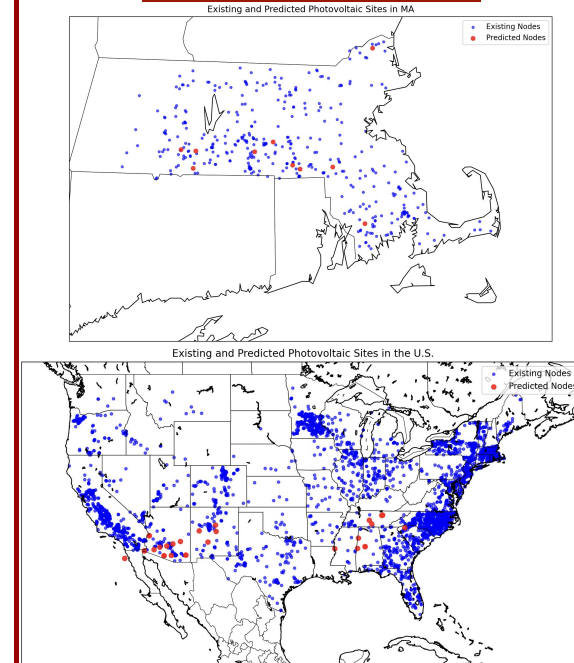 Existing and Predicted Photovoltaic Sites in MA
Existing Nodes
Predicted Nodes
Existing and Predicted Photovoltaic Sites in the U.S.
Existing Nodes
Predicted Nodes